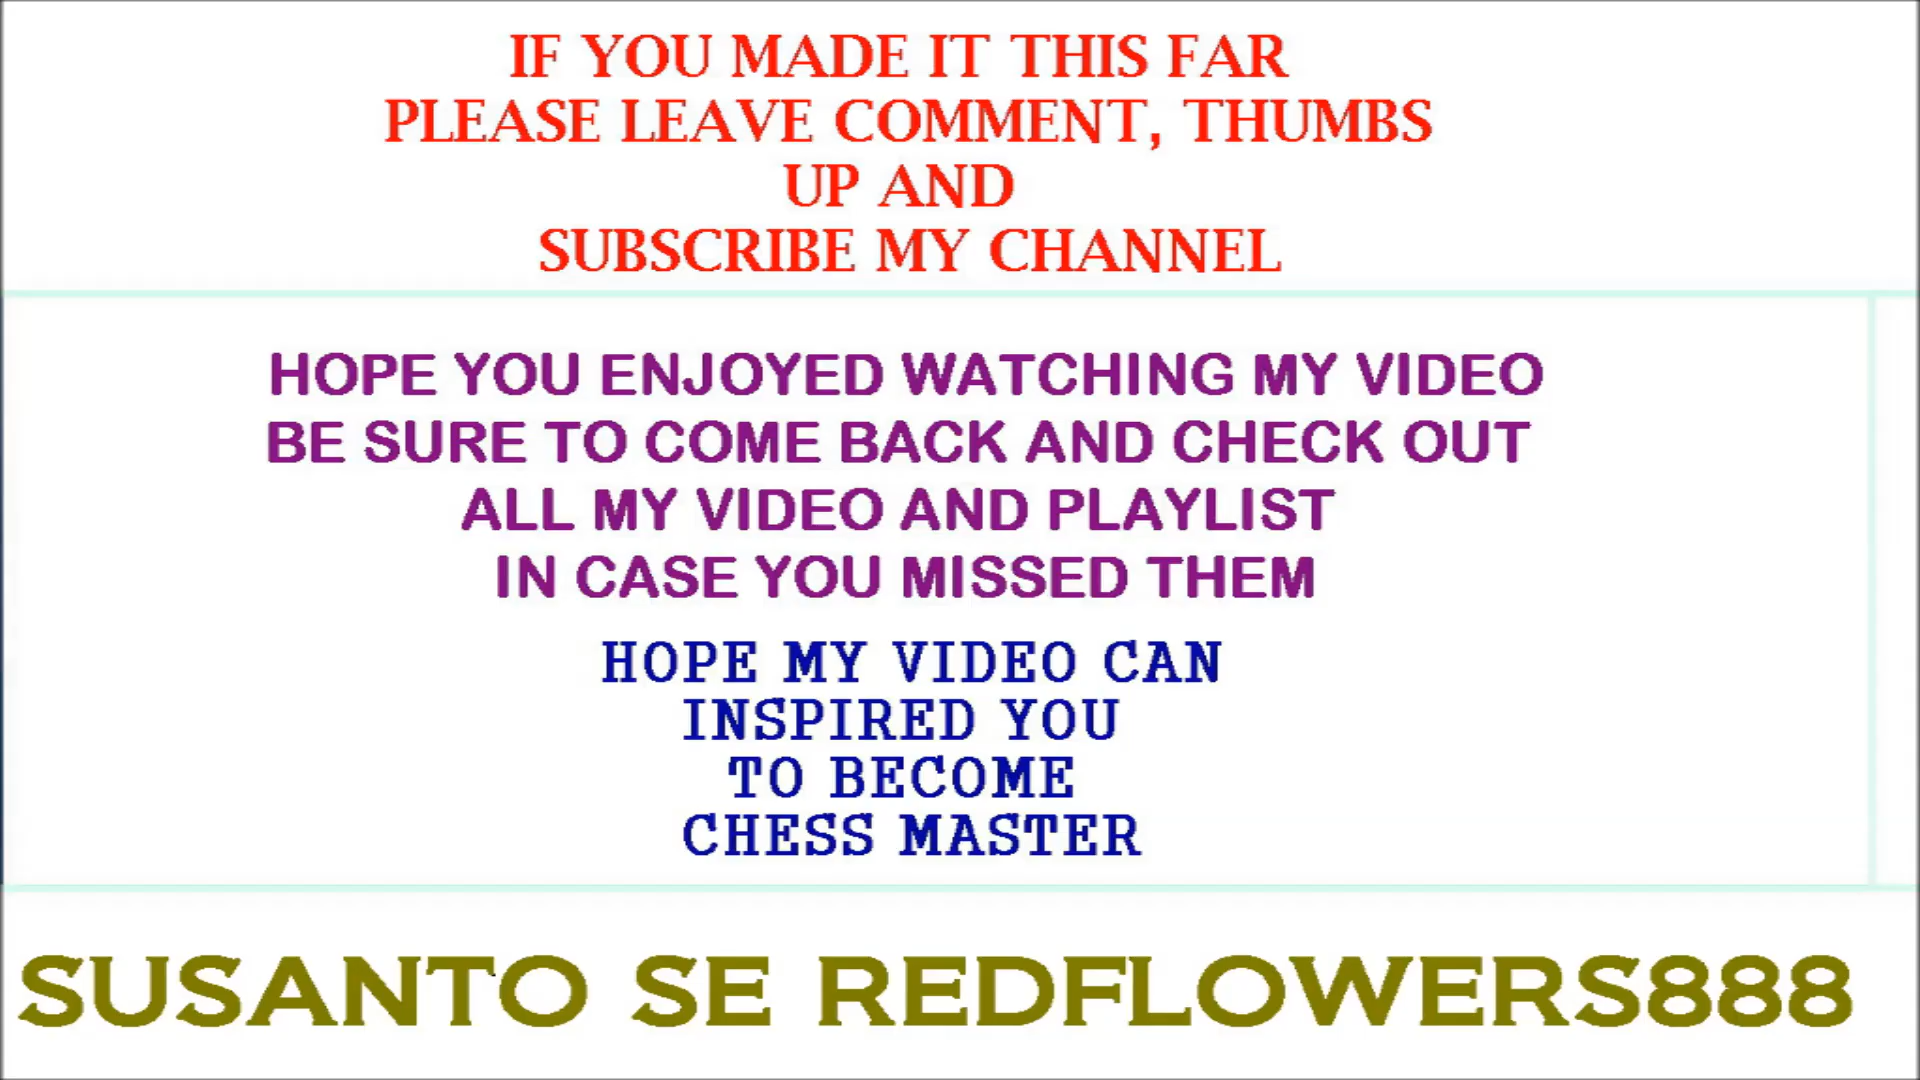 IF YOU MADE IT THIS FAR
PLEASE LEAVE COMMENT, THUMBS
UP AND
SUBSCRIBE MY CHANNEL
HOPE YOU ENJOYED WATCHING MY VIDEO
BE SURE TO COME BACK AND CHECK OUT
ALL MY VIDEO AND PLAYLIST
IN CASE YOU MISSED THEM
HOPE MY VIDEO CAN
INSPIRED YOU
TO BECOME
CHESS MASTER
SUSANTO SE REDFLOWERS888